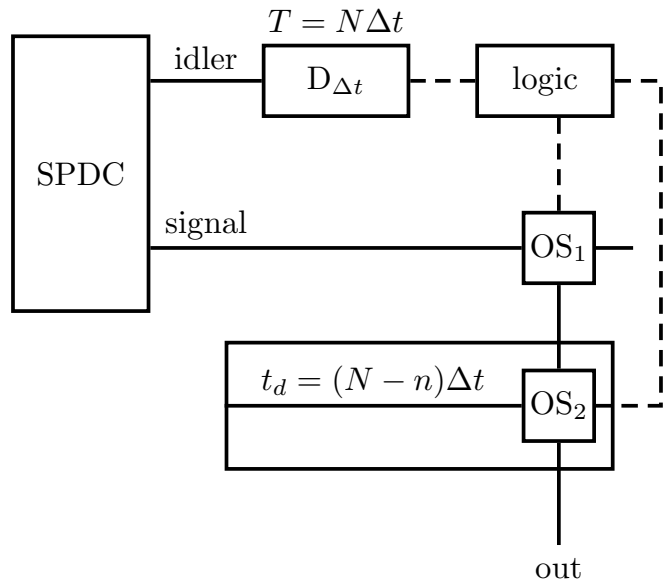 T = NΔt
idler
D_Δt
logic
SPDC
signal
OS₁
t_d = (N − n)Δt
OS₂
out